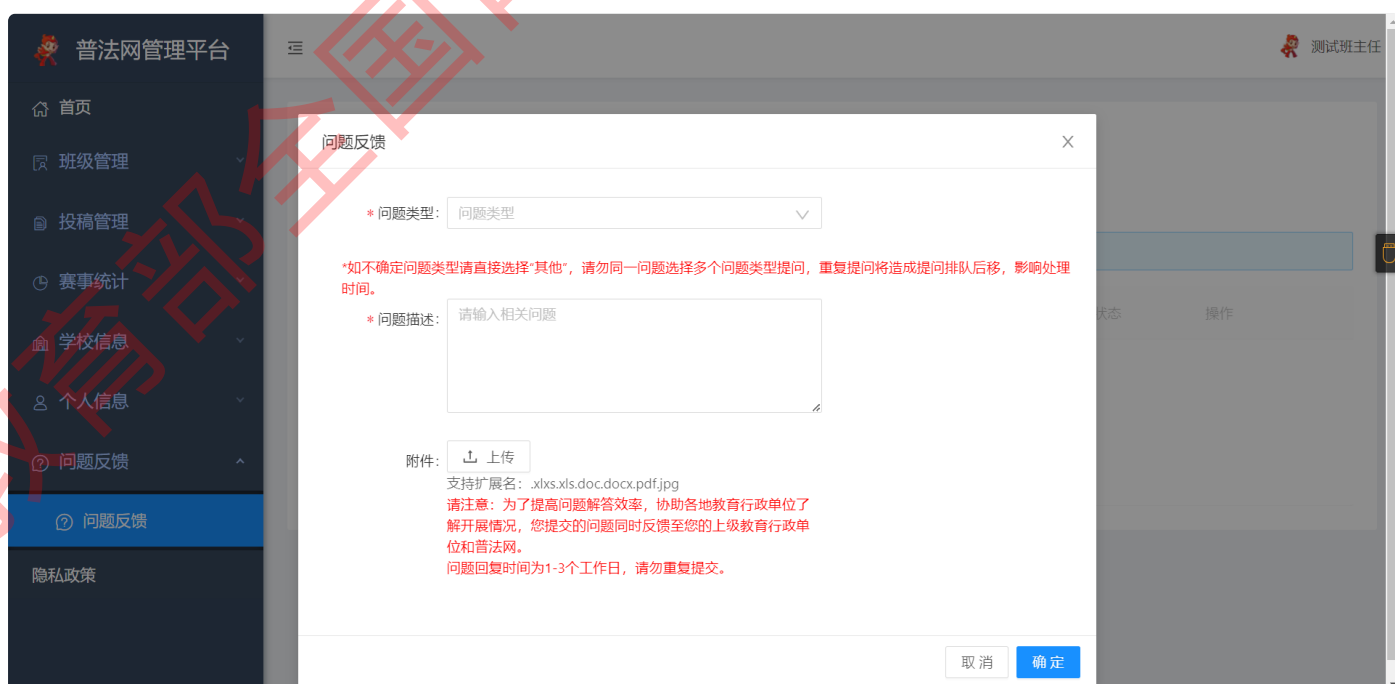 普法网管理平台
测试班主任
首页
班级管理
投稿管理
赛事统计
学校信息
个人信息
问题反馈
问题反馈
隐私政策
问题反馈
* 问题类型: 问题类型
*如不确定问题类型请直接选择“其他”，请勿同一问题选择多个问题类型提问，重复提问将造成提问排队后移，影响处理
时间。
* 问题描述: 请输入相关问题
状态 操作
附件: 上传
支持扩展名：.xlxs.xls.doc.docx.pdf.jpg
请注意：为了提高问题解答效率，协助各地教育行政单位了
解开展情况，您提交的问题同时反馈至您的上级教育行政单
位和普法网。
问题回复时间为1-3个工作日，请勿重复提交。
取 消 确 定
教育部全国